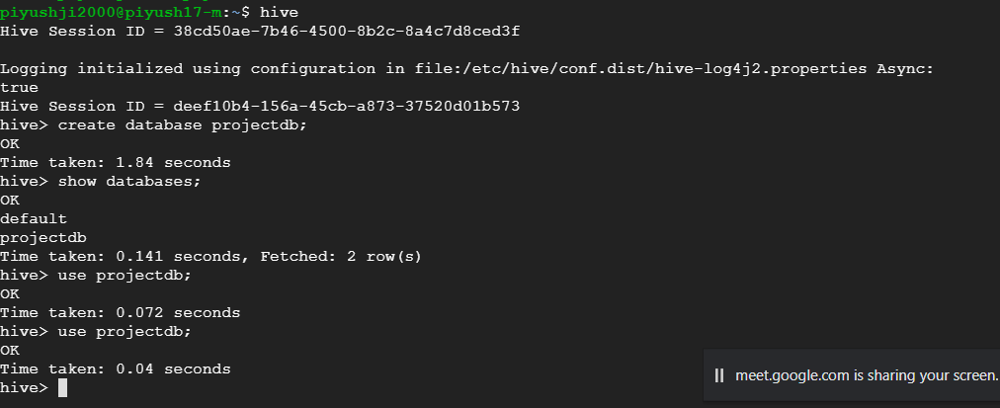 piyushji2000@piyush17-m:~$ hive
Hive Session ID = 38cd50ae-7b46-4500-8b2c-8a4c7d8ced3f
Logging initialized using configuration in file:/etc/hive/conf.dist/hive-log4j2.properties Async:
true
Hive Session ID = deef10b4-156a-45cb-a873-37520d01b573
hive> create database projectdb;
OK
Time taken: 1.84 seconds
hive> show databases;
OK
default
projectdb
Time taken: 0.141 seconds, Fetched: 2 row(s)
hive> use projectdb;
OK
Time taken: 0.072 seconds
hive> use projectdb;
OK
Time taken: 0.04 seconds
hive>
meet.google.com is sharing your screen.